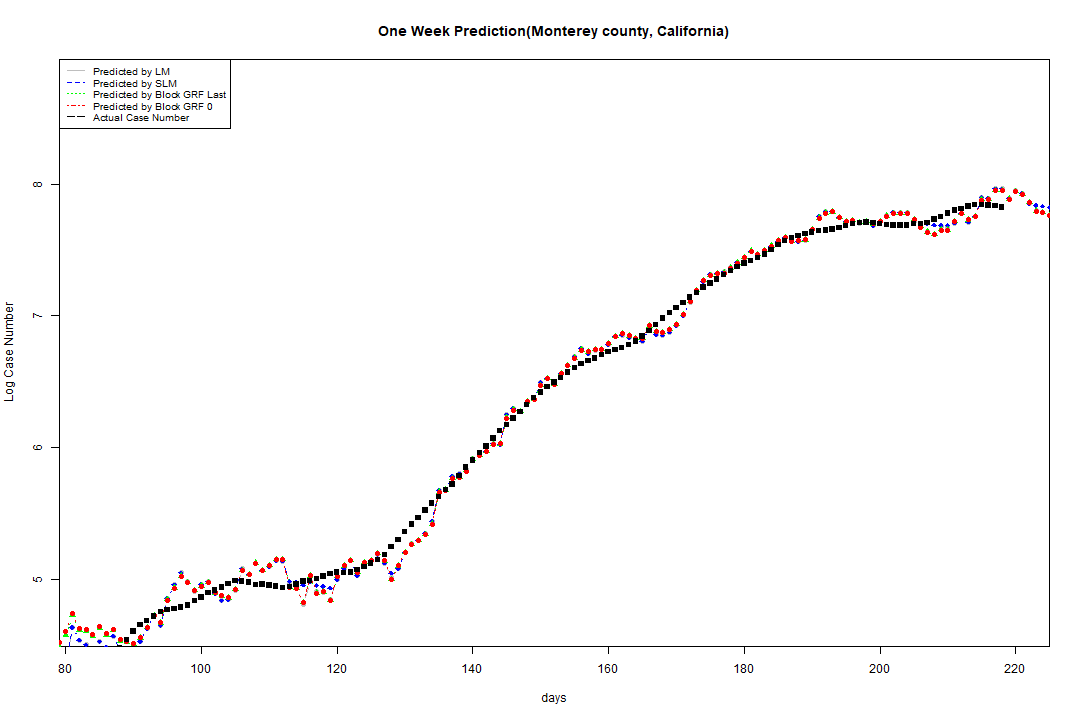 One Week Prediction(Monterey county, California)
Predicted by LM
Predicted by SLM
Predicted by Block GRF Last
Predicted by Block GRF 0
Actual Case Number
8
7
6
5
Log Case Number
80 100 120 140 160 180 200 220
days